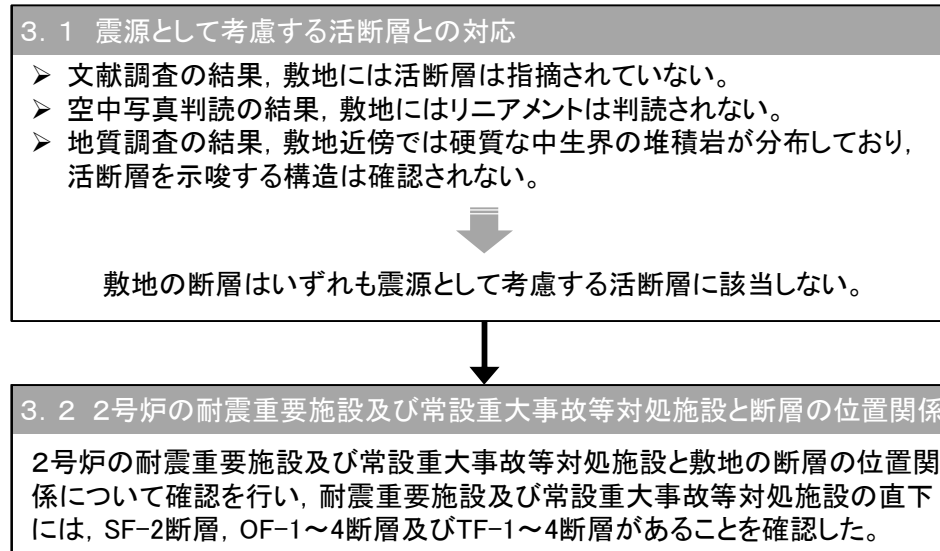 3．1　震源として考慮する活断層との対応
➢ 文献調査の結果，敷地には活断層は指摘されていない。
➢ 空中写真判読の結果，敷地にはリニアメントは判読されない。
➢ 地質調査の結果，敷地近傍では硬質な中生界の堆積岩が分布しており，
活断層を示唆する構造は確認されない。
敷地の断層はいずれも震源として考慮する活断層に該当しない。
3．2　2号炉の耐震重要施設及び常設重大事故等対処施設と断層の位置関係
２号炉の耐震重要施設及び常設重大事故等対処施設と敷地の断層の位置関
係について確認を行い，耐震重要施設及び常設重大事故等対処施設の直下
には，SF-2断層，OF-1～4断層及びTF-1～4断層があることを確認した。